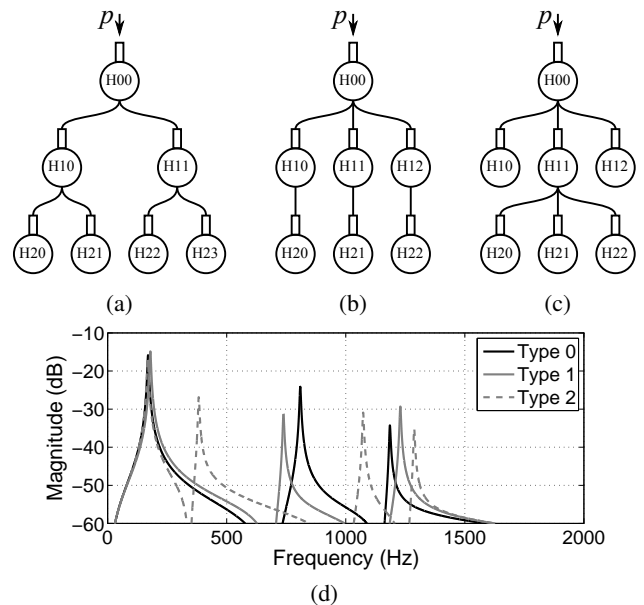 p p p
H00 H00 H00
H10 H11 H10 H11 H12 H10 H11 H12
H20 H21 H22 H23 H20 H21 H22 H20 H21 H22
(a) (b) (c)
−10
−20
−30
−40
−50
−60
Magnitude (dB)
Type 0
Type 1
Type 2
0 500 1000 1500 2000
Frequency (Hz)
(d)